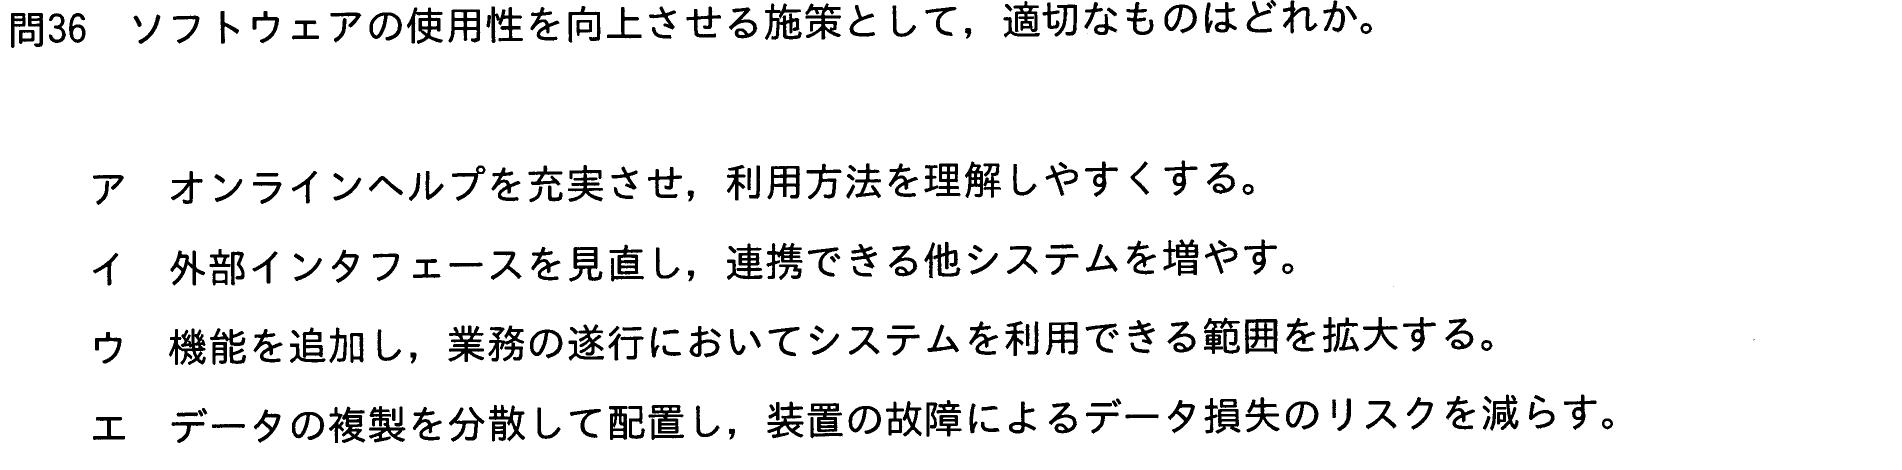 問36 ソフトウェアの使用性を向上させる施策として，適切なものはどれか。
ア オンラインヘルプを充実させ，利用方法を理解しやすくする。
イ 外部インタフェースを見直し，連携できる他システムを増やす。
ウ 機能を追加し，業務の遂行においてシステムを利用できる範囲を拡大する。
エ データの複製を分散して配置し，装置の故障によるデータ損失のリスクを減らす。